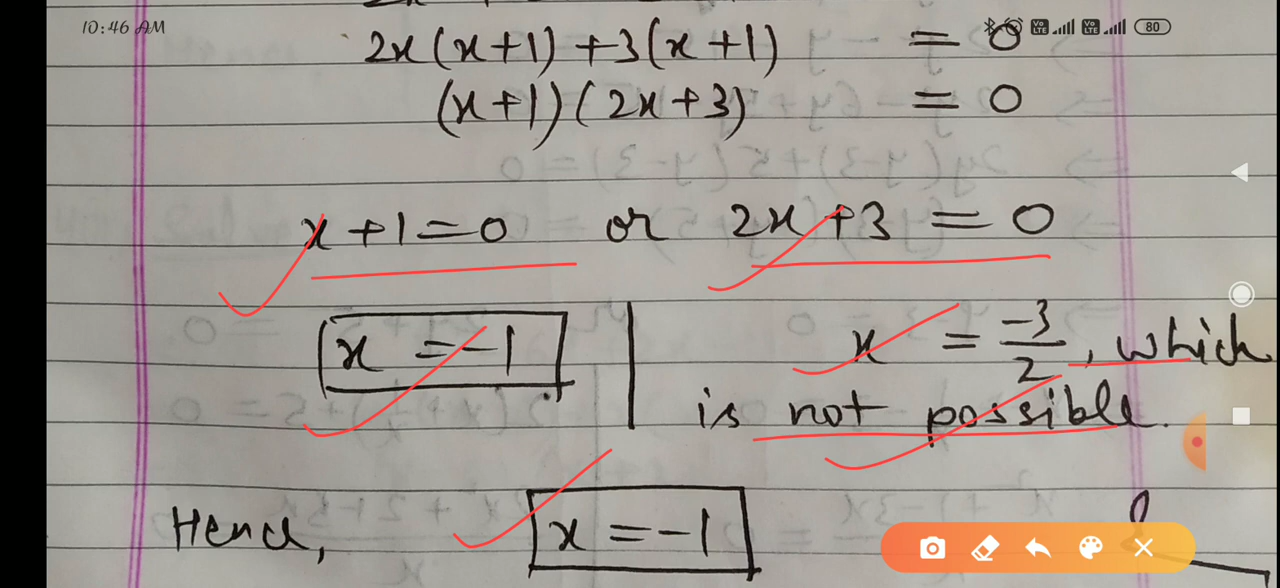 10:46 AM
80
2x(x+1)+3(x+1) = 0
(x+1)(2x+3) = 0
x+1=0 or 2x+3=0
x=-1
x = -3/2, which
is not possible.
Hence,
x=-1